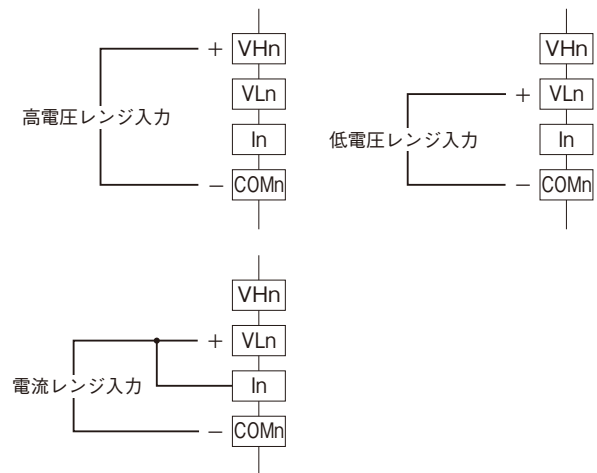 + VHn
VLn
高電圧レンジ入力
In
− COMn
VHn
+ VLn
低電圧レンジ入力
In
− COMn
VHn
+ VLn
電流レンジ入力
In
− COMn